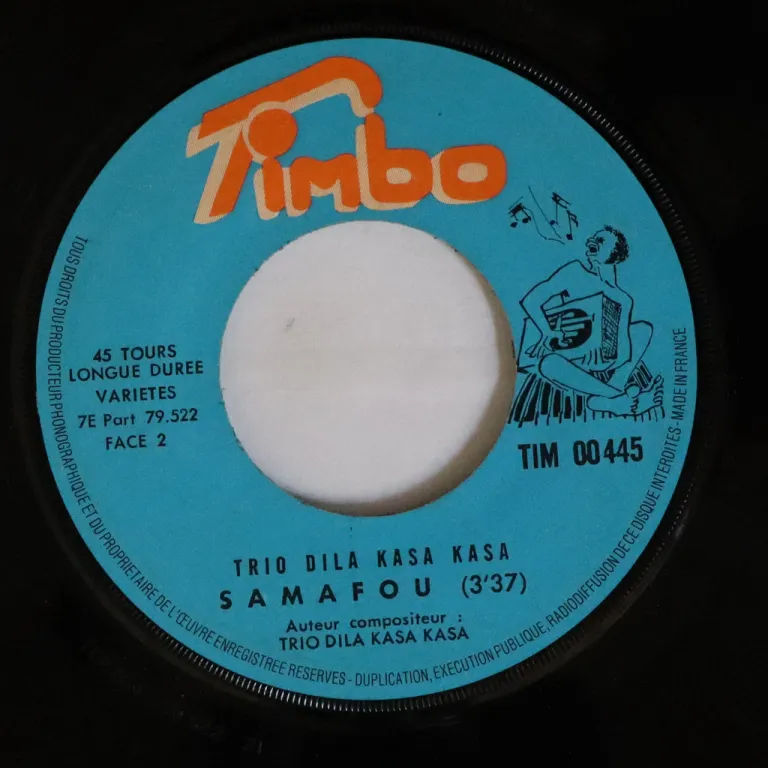 Timbo
45 TOURS
LONGUE DUREE
VARIETES
7E Part 79.522
FACE 2
TIM 00445
TRIO DILA KASA KASA
SAMAFOU (3'37)
Auteur compositeur :
TRIO DILA KASA KASA
TOUS DROITS DU PRODUCTEUR PHONOGRAPHIQUE ET DU PROPRIETAIRE DE L'ŒUVRE ENREGISTREE RESERVES - DUPLICATION, EXECUTION PUBLIQUE, RADIODIFFUSION DE CE DISQUE INTERDITES - MADE IN FRANCE